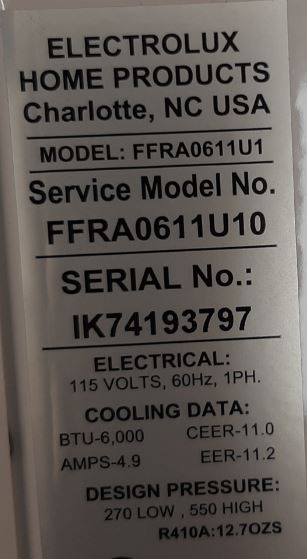 ELECTROLUX
HOME PRODUCTS
Charlotte, NC USA
MODEL: FFRA0611U1
Service Model No.
FFRA0611U10
SERIAL No.:
IK74193797
ELECTRICAL:
115 VOLTS, 60Hz, 1PH.
COOLING DATA:
BTU-6,000 CEER-11.0
AMPS-4.9 EER-11.2
DESIGN PRESSURE:
270 LOW , 550 HIGH
R410A:12.7OZS